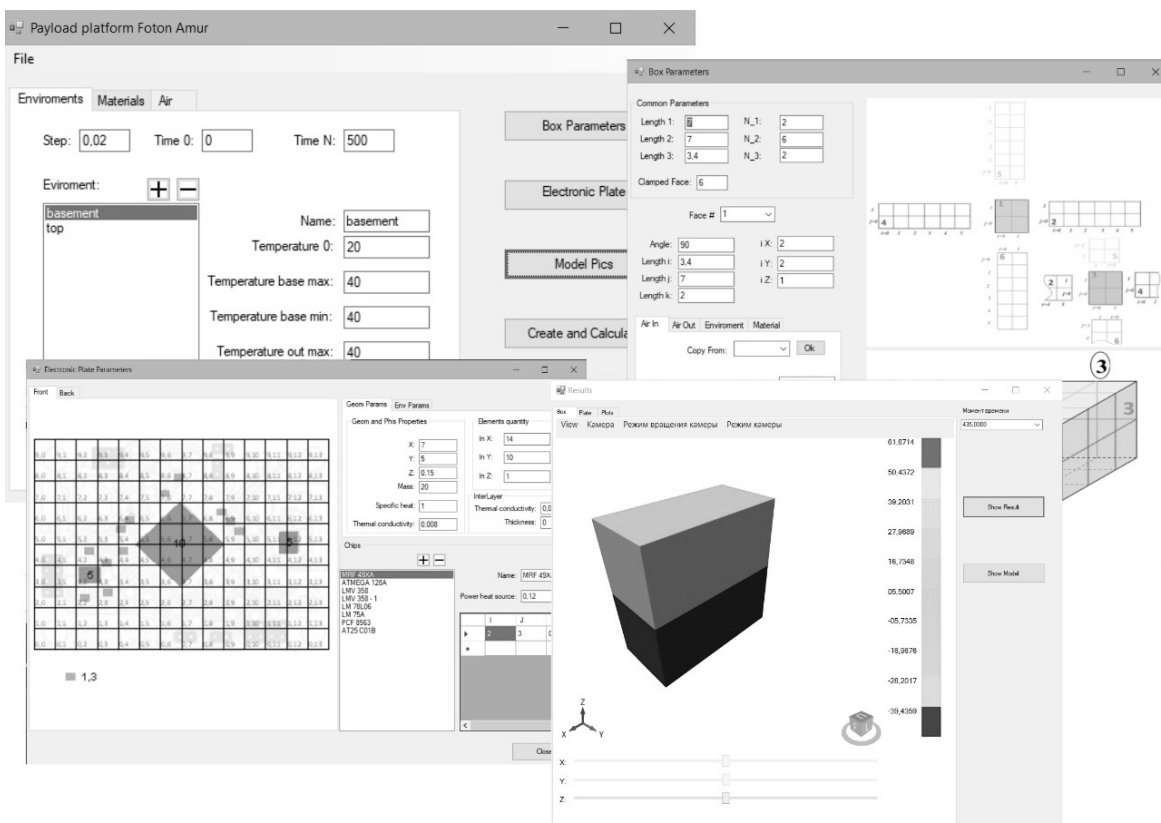 Payload platform Foton Amur
File
Enviroments Materials Air
Step: 0,02 Time 0: 0 Time N: 500
Eviroment:
basement
top
Name: basement
Temperature 0: 20
Temperature base max: 40
Temperature base min: 40
Temperature out max: 40
Box Parameters
Electronic Plate
Model Pics
Create and Calcula
Box Parameters
Common Parameters
Length 1: 7 N_1: 2
Length 2: 7 N_2: 6
Length 3: 3,4 N_3: 2
Clamped Face: 6
Face # 1
Angle: 90 i X: 2
Length i: 3,4 i Y: 2
Length j: 7 i Z: 1
Length k: 2
Air In Air Out Enviroment Material
Copy From: Ok
3
3
Electronic Plate Parameters
Front Back
10
5
5
1,3
Geom Params Env Params
Geom and Phis Properties
X: 7
Y: 5
Z: 0,15
Mass: 20
Specific heat: 1
Thermal conductivity: 0,008
Elements quantity
In X: 14
In Y: 10
In Z: 1
InterLayer
Thermal conductivity: 0,0
Thickness: 0
Chips
MRF 49XA
ATMEGA 128A
LMV 358
LMV 358 - 1
LM 78L06
LM 75A
PCF 8563
AT25 C01B
Name: MRF 49X
Power heat source: 0,12
I J
2 3
Close
Results
Box Plate Plots
View Камера Режим вращения камеры Режим камеры
61,6714
50,4372
39,2031
27,9689
16,7348
05,5007
-05,7335
-16,9676
-28,2017
-39,4359
Z
X Y
X:
Y:
Z:
Момент времени
435,0000
Show Result
Show Model